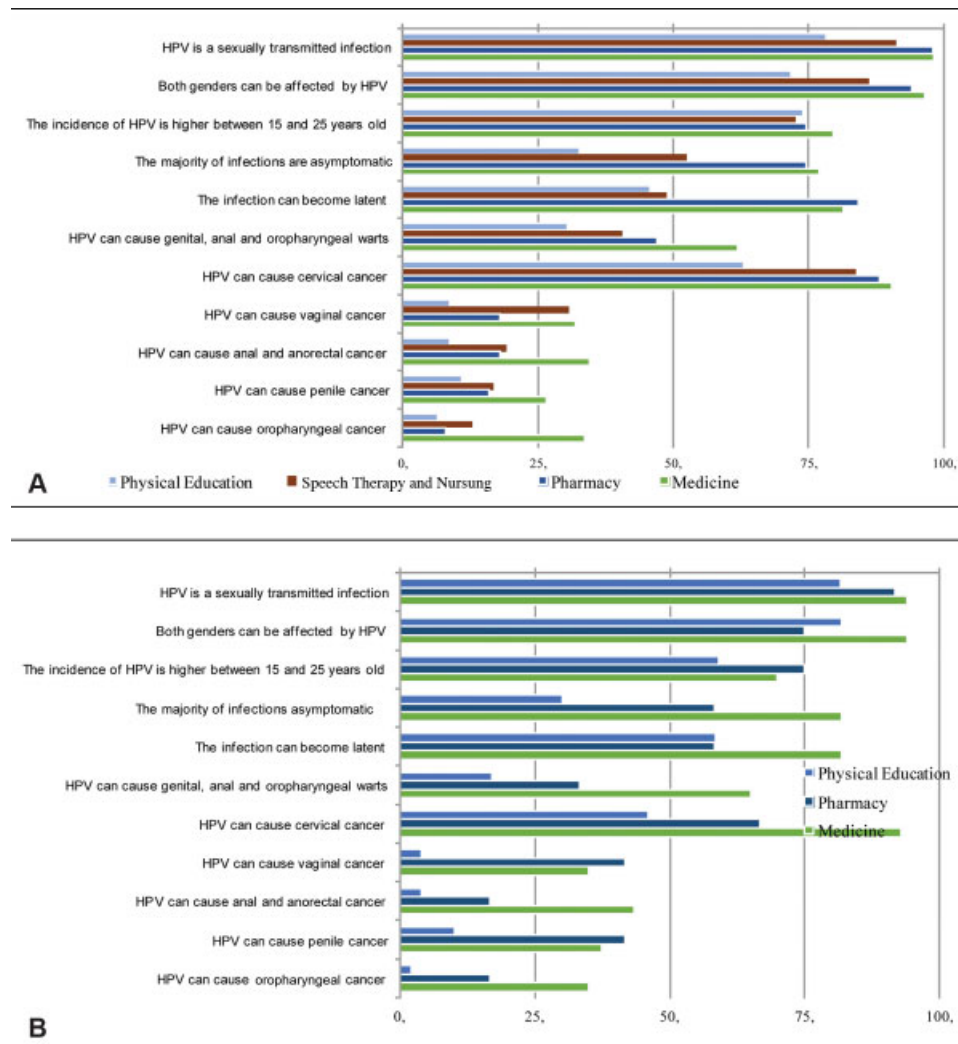 HPV is a sexually transmitted infection
Both genders can be affected by HPV
The incidence of HPV is higher between 15 and 25 years old
The majority of infections are asymptomatic
The infection can become latent
HPV can cause genital, anal and oropharyngeal warts
HPV can cause cervical cancer
HPV can cause vaginal cancer
HPV can cause anal and anorectal cancer
HPV can cause penile cancer
HPV can cause oropharyngeal cancer
0, 25, 50, 75, 100,
A Physical Education Speech Therapy and Nursung Pharmacy Medicine
HPV is a sexually transmitted infection
Both genders can be affected by HPV
The incidence of HPV is higher between 15 and 25 years old
The majority of infections asymptomatic
The infection can become latent
Physical Education
HPV can cause genital, anal and oropharyngeal warts
Pharmacy
HPV can cause cervical cancer
Medicine
HPV can cause vaginal cancer
HPV can cause anal and anorectal cancer
HPV can cause penile cancer
HPV can cause oropharyngeal cancer
0, 25, 50, 75, 100,
B